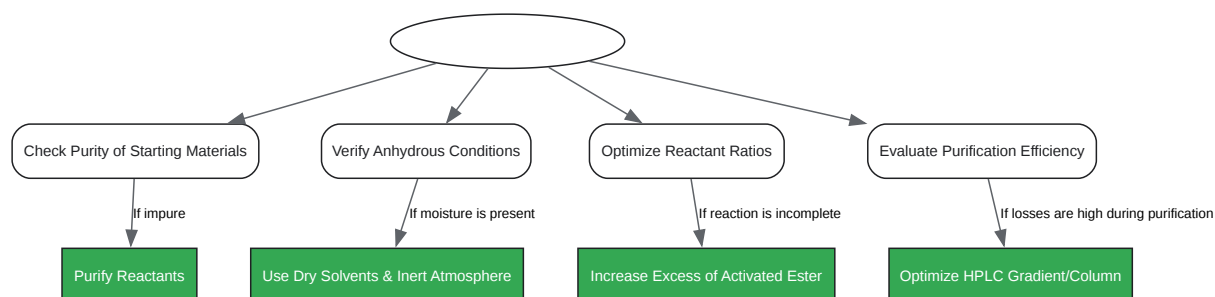 Check Purity of Starting Materials
Verify Anhydrous Conditions
Optimize Reactant Ratios
Evaluate Purification Efficiency
If impure
If moisture is present
If reaction is incomplete
If losses are high during purification
Purify Reactants
Use Dry Solvents & Inert Atmosphere
Increase Excess of Activated Ester
Optimize HPLC Gradient/Column